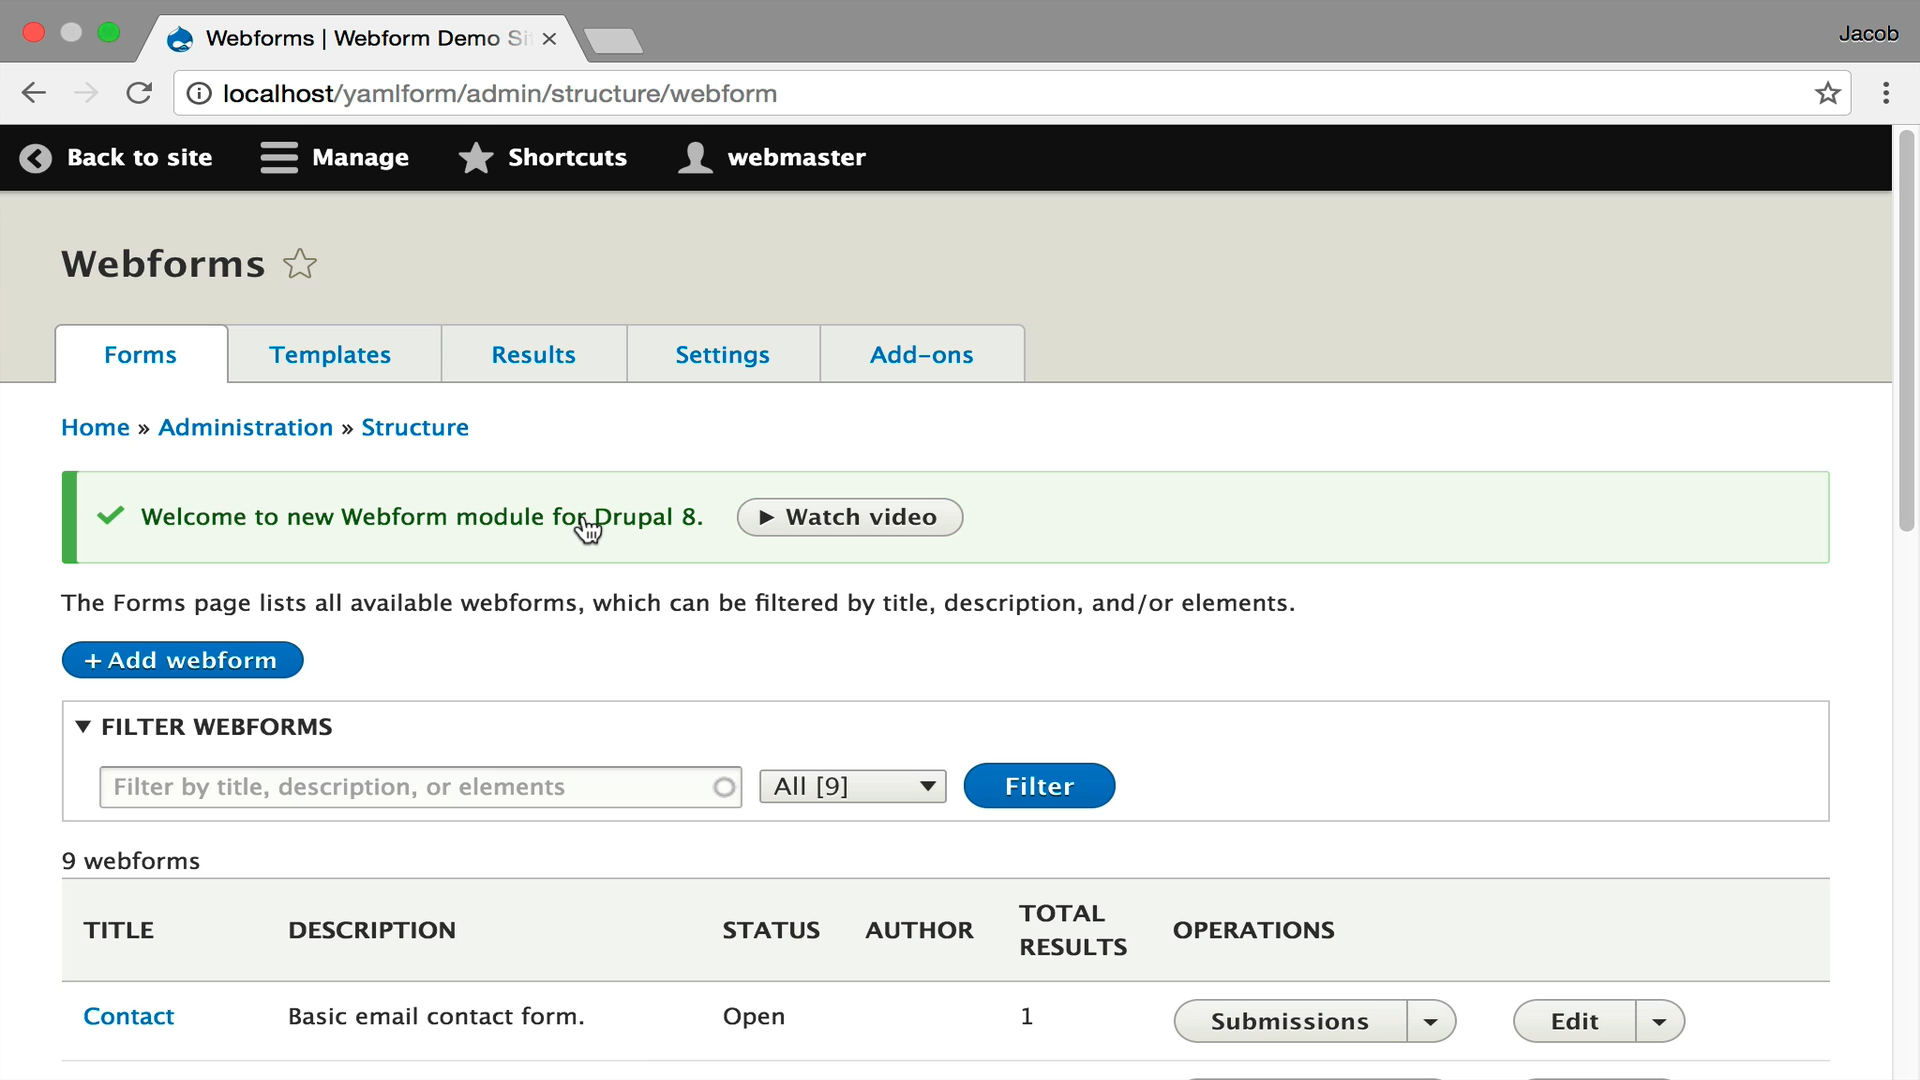 Webforms | Webform Demo Si
Jacob
localhost/yamlform/admin/structure/webform
Back to site Manage Shortcuts webmaster
Webforms
Forms Templates Results Settings Add-ons
Home » Administration » Structure
Welcome to new Webform module for Drupal 8. ► Watch video
The Forms page lists all available webforms, which can be filtered by title, description, and/or elements.
+ Add webform
▼ FILTER WEBFORMS
Filter by title, description, or elements All [9] Filter
9 webforms
TITLE DESCRIPTION STATUS AUTHOR TOTAL RESULTS OPERATIONS
Contact Basic email contact form. Open 1 Submissions Edit